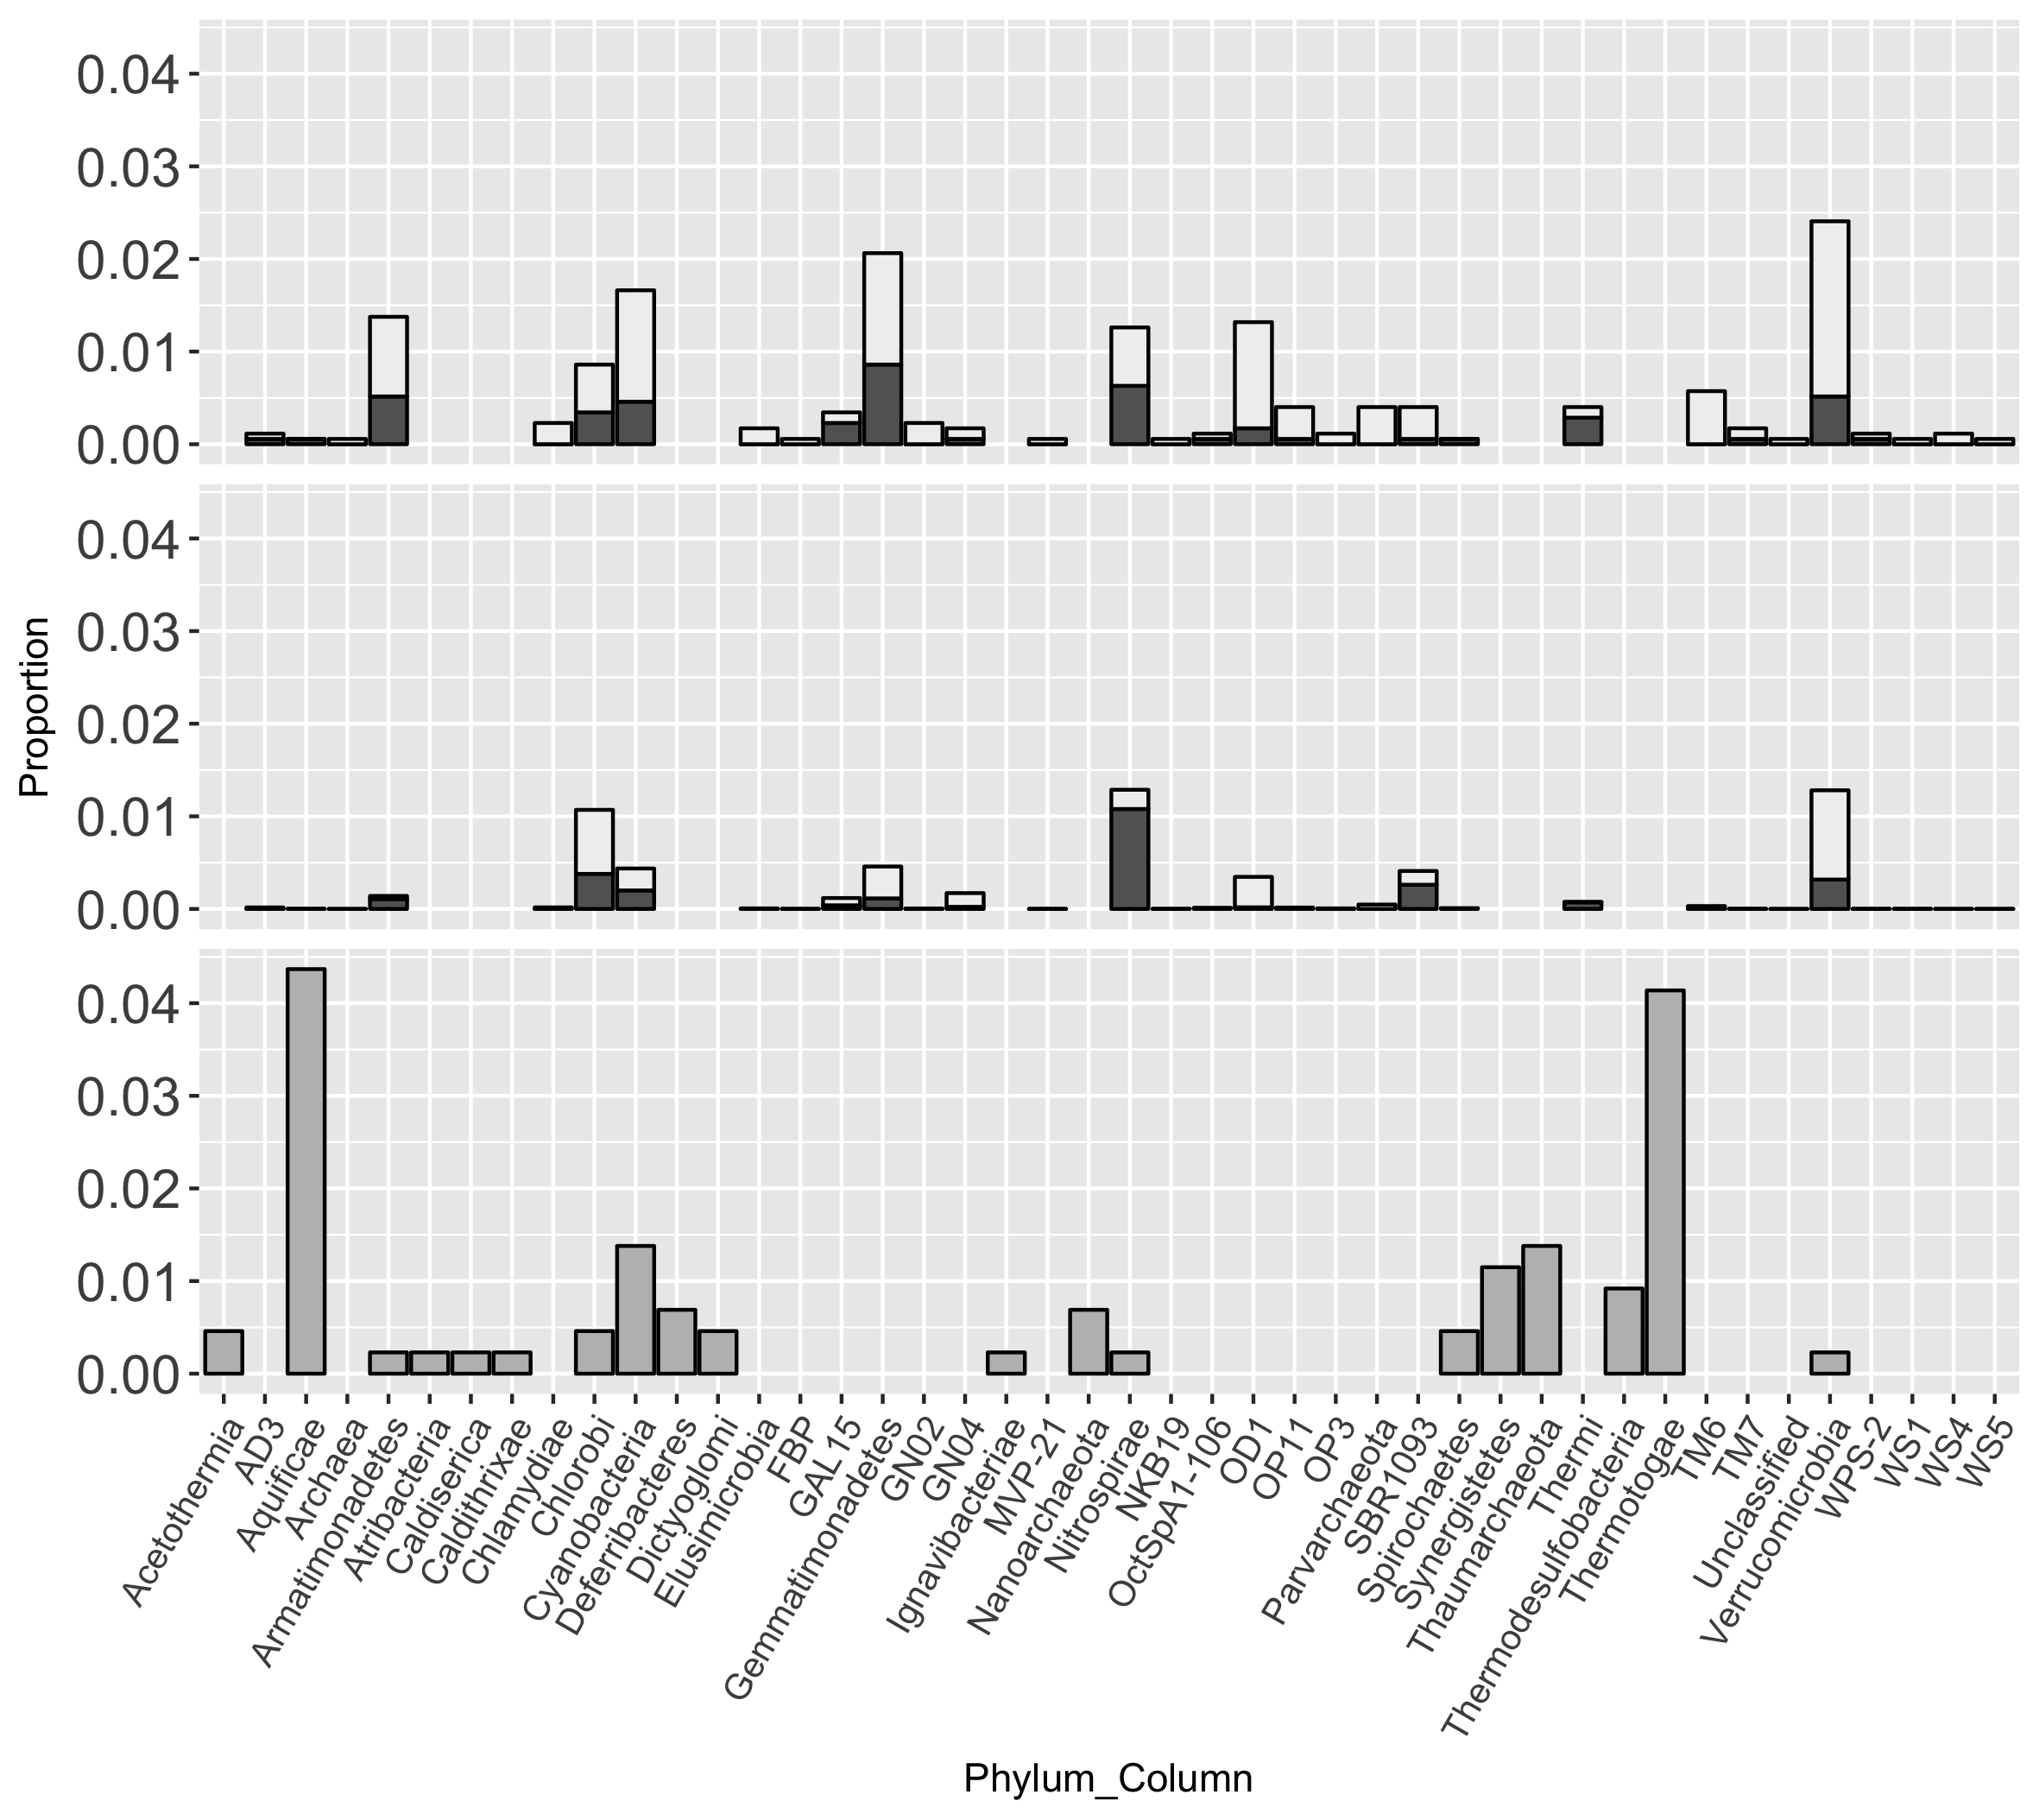 0.04
0.03
0.02
0.01
0.00
0.04
0.03
0.02
0.01
0.00
0.04
0.03
0.02
0.01
0.00
Proportion
Acetothermia
AD3
Aquificae
Archaea
Armatimonadetes
Atribacteria
Caldiserica
Caldithrixae
Chlamydiae
Chlorobi
Cyanobacteria
Deferribacteres
Dictyoglomi
Elusimicrobia
FBP
GAL15
Gemmatimonadetes
GN02
GN04
Ignavibacteriae
MVP-21
Nanoarchaeota
Nitrospirae
NKB19
OctSpA1-106
OD1
OP11
OP3
Parvarchaeota
SBR1093
Spirochaetes
Synergistetes
Thaumarchaeota
Thermi
Thermodesulfobacteria
Thermotogae
TM6
TM7
Unclassified
Verrucomicrobia
WPS-2
WS1
WS4
WS5
Phylum_Column